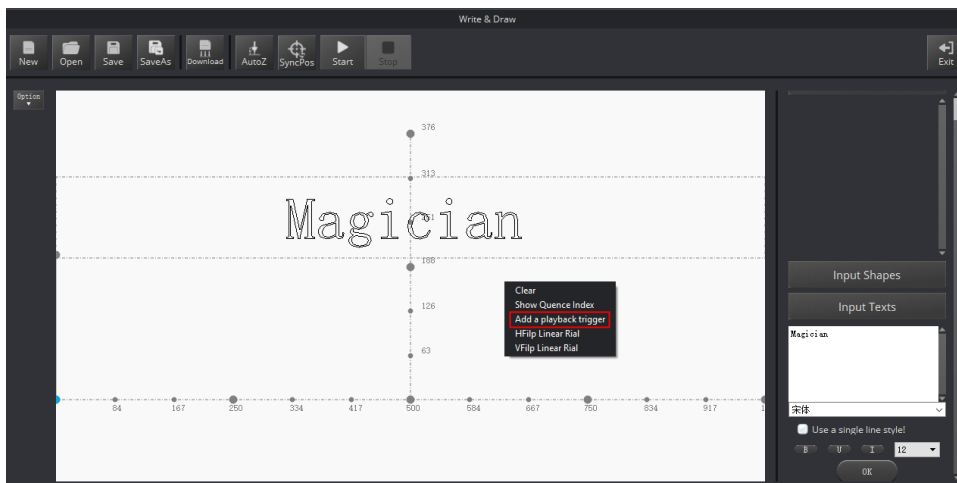 Write & Draw
New
Open
Save
SaveAs
Download
AutoZ
SyncPos
Start
Stop
Exit
Option
376
313
Magician
188
126
63
84
167
250
334
417
500
584
667
750
834
917
1
Clear
Show Quence Index
Add a playback trigger
HFilp Linear Rial
VFilp Linear Rial
Input Shapes
Input Texts
Magician
宋体
Use a single line style!
B
U
I
12
OK